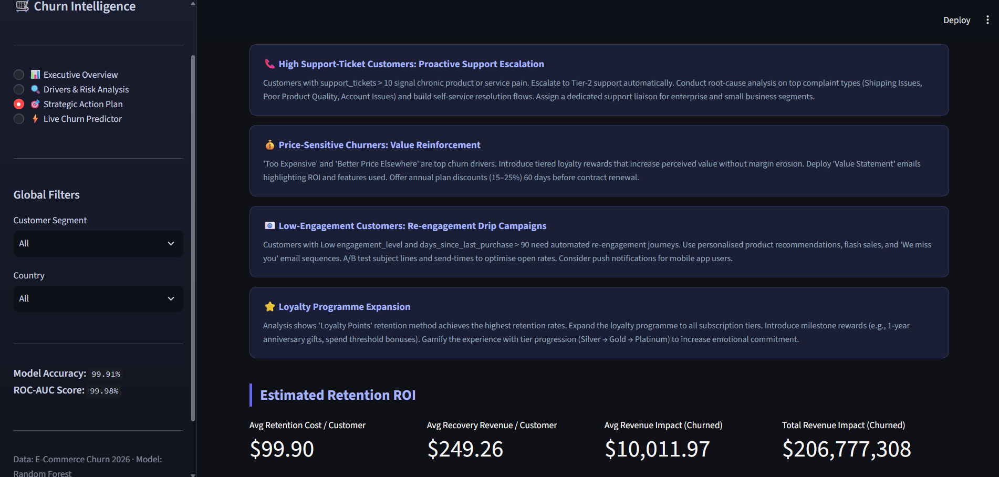 Churn Intelligence
Executive Overview
Drivers & Risk Analysis
Strategic Action Plan
Live Churn Predictor
Global Filters
Customer Segment
All
Country
All
Model Accuracy: 99.91%
ROC-AUC Score: 99.98%
Data: E-Commerce Churn 2026 · Model:
Random Forest
Deploy
High Support-Ticket Customers: Proactive Support Escalation
Customers with support_tickets > 10 signal chronic product or service pain. Escalate to Tier-2 support automatically. Conduct root-cause analysis on top complaint types (Shipping Issues,
Poor Product Quality, Account Issues) and build self-service resolution flows. Assign a dedicated support liaison for enterprise and small business segments.
Price-Sensitive Churners: Value Reinforcement
'Too Expensive' and 'Better Price Elsewhere' are top churn drivers. Introduce tiered loyalty rewards that increase perceived value without margin erosion. Deploy 'Value Statement' emails
highlighting ROI and features used. Offer annual plan discounts (15–25%) 60 days before contract renewal.
Low-Engagement Customers: Re-engagement Drip Campaigns
Customers with Low engagement_level and days_since_last_purchase > 90 need automated re-engagement journeys. Use personalised product recommendations, flash sales, and 'We miss
you' email sequences. A/B test subject lines and send-times to optimise open rates. Consider push notifications for mobile app users.
Loyalty Programme Expansion
Analysis shows 'Loyalty Points' retention method achieves the highest retention rates. Expand the loyalty programme to all subscription tiers. Introduce milestone rewards (e.g., 1-year
anniversary gifts, spend threshold bonuses). Gamify the experience with tier progression (Silver → Gold → Platinum) to increase emotional commitment.
Estimated Retention ROI
Avg Retention Cost / Customer
$99.90
Avg Recovery Revenue / Customer
$249.26
Avg Revenue Impact (Churned)
$10,011.97
Total Revenue Impact (Churned)
$206,777,308